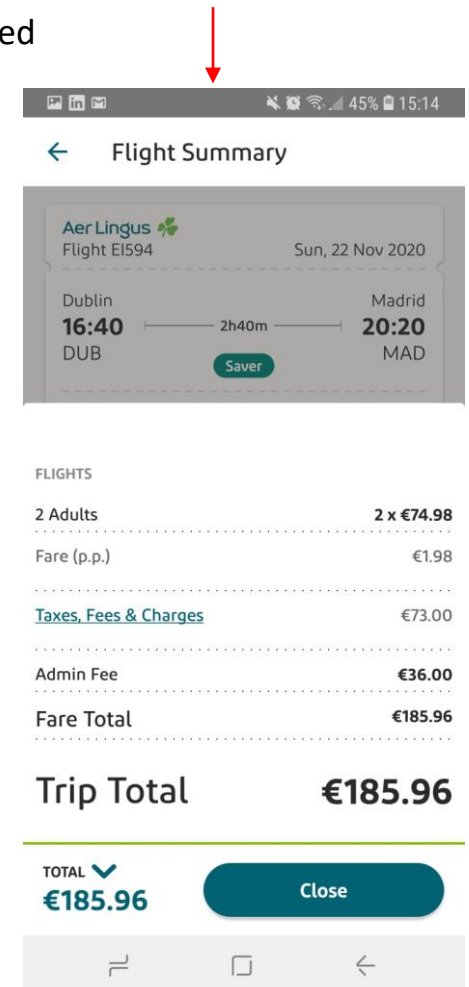 ed
45% 15:14
Flight Summary
Aer Lingus
Flight EI594 Sun, 22 Nov 2020
Dublin Madrid
16:40 2h40m 20:20
DUB Saver MAD
FLIGHTS
2 Adults 2 x €74.98
Fare (p.p.) €1.98
Taxes, Fees & Charges €73.00
Admin Fee €36.00
Fare Total €185.96
Trip Total €185.96
TOTAL
€185.96 Close